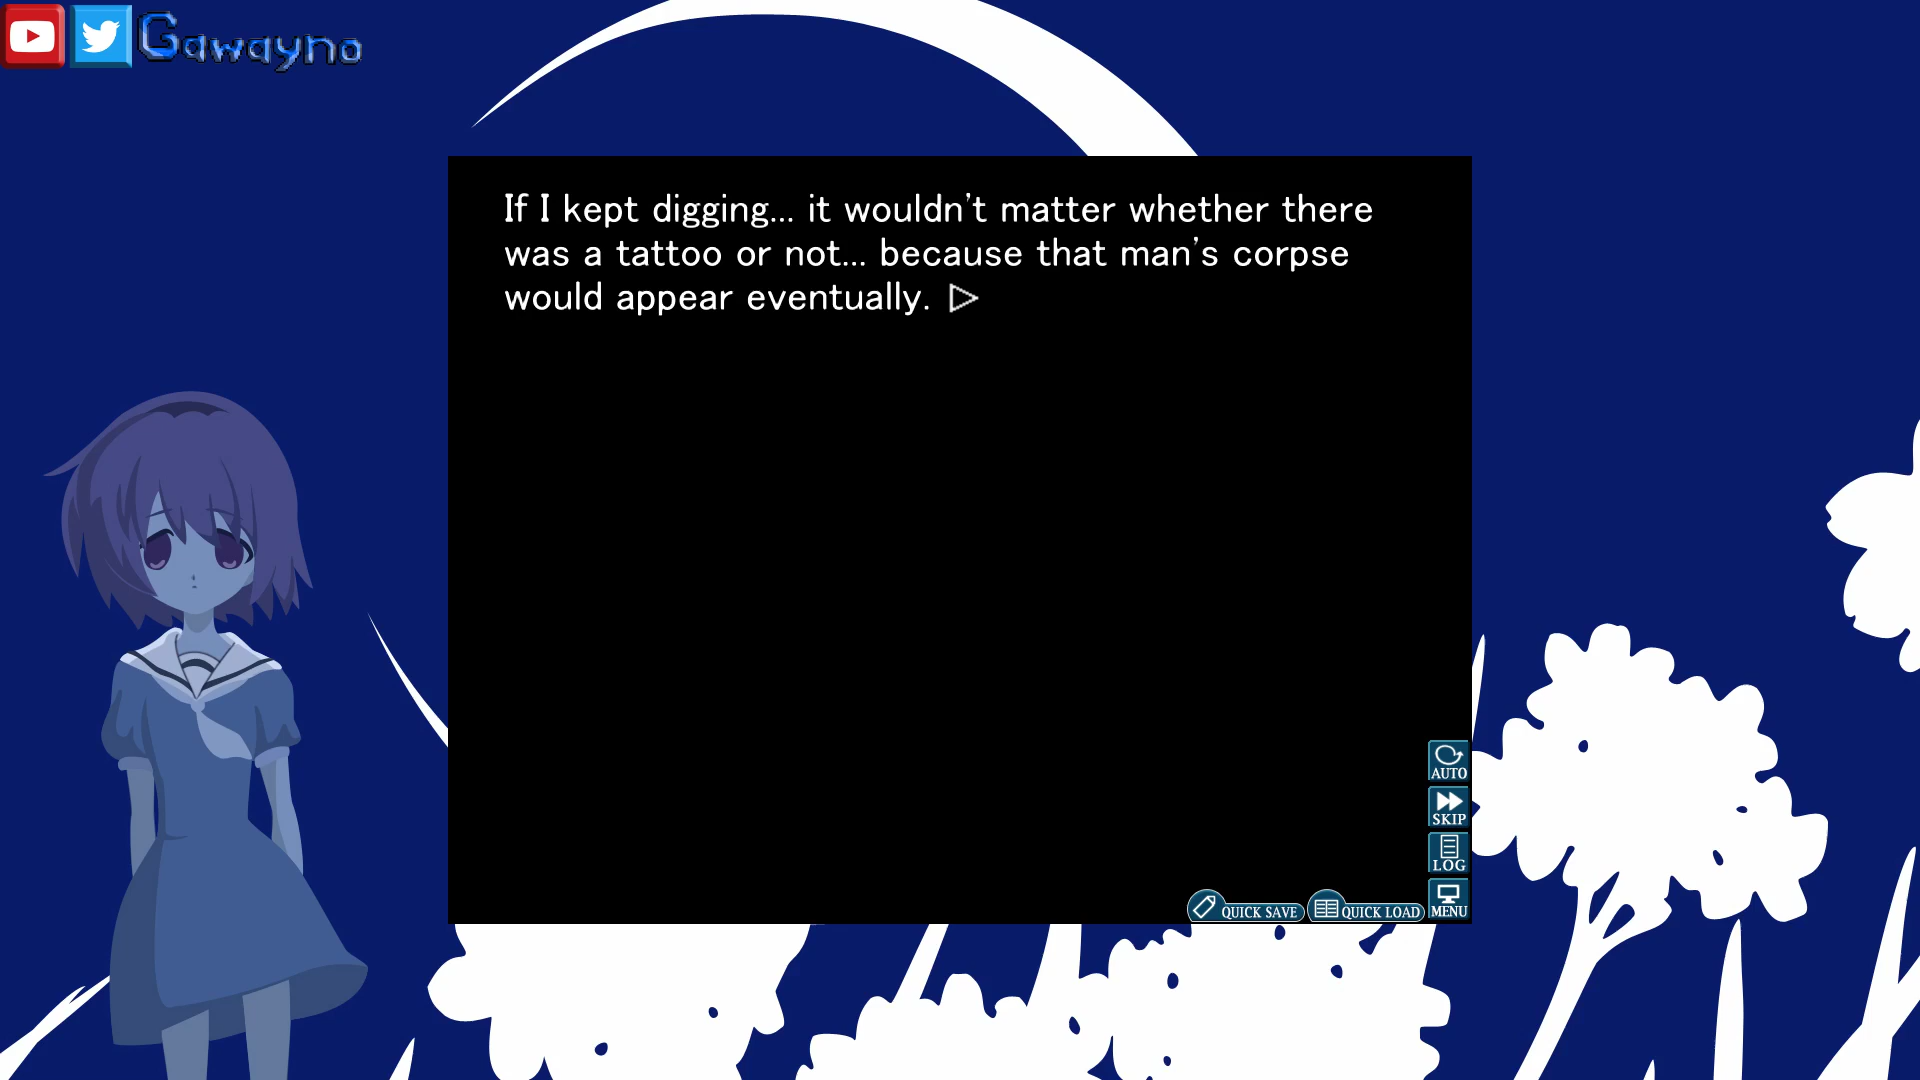 Gawayno
If I kept digging... it wouldn't matter whether there
was a tattoo or not... because that man's corpse
would appear eventually.
AUTO
SKIP
LOG
MENU
QUICK SAVE
QUICK LOAD